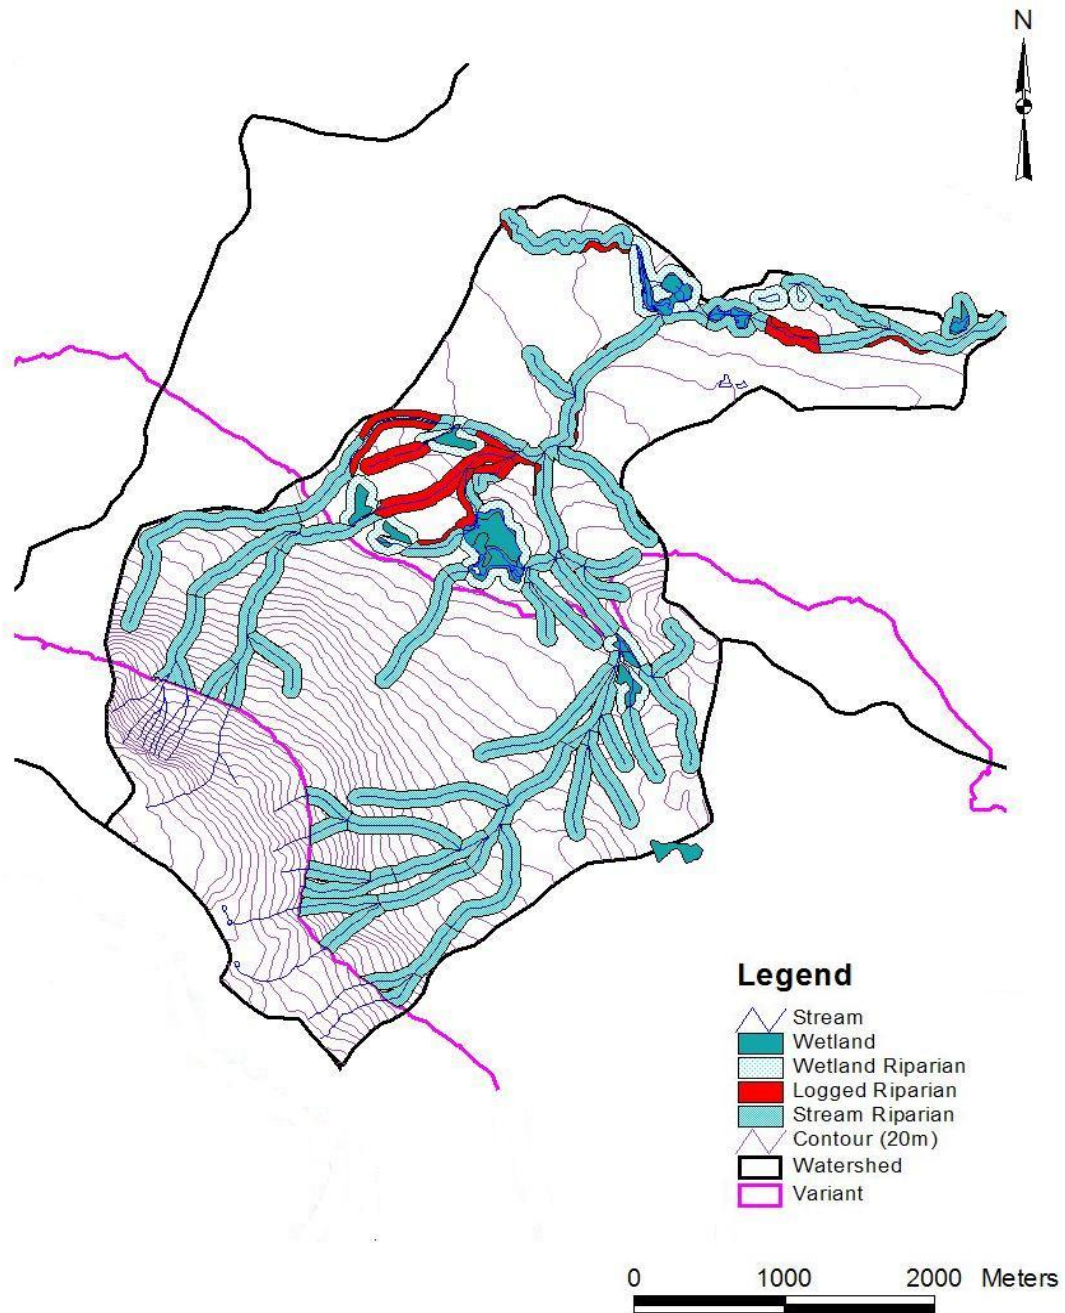 N
Legend
Stream
Wetland
Wetland Riparian
Logged Riparian
Stream Riparian
Contour (20m)
Watershed
Variant
0 1000 2000 Meters